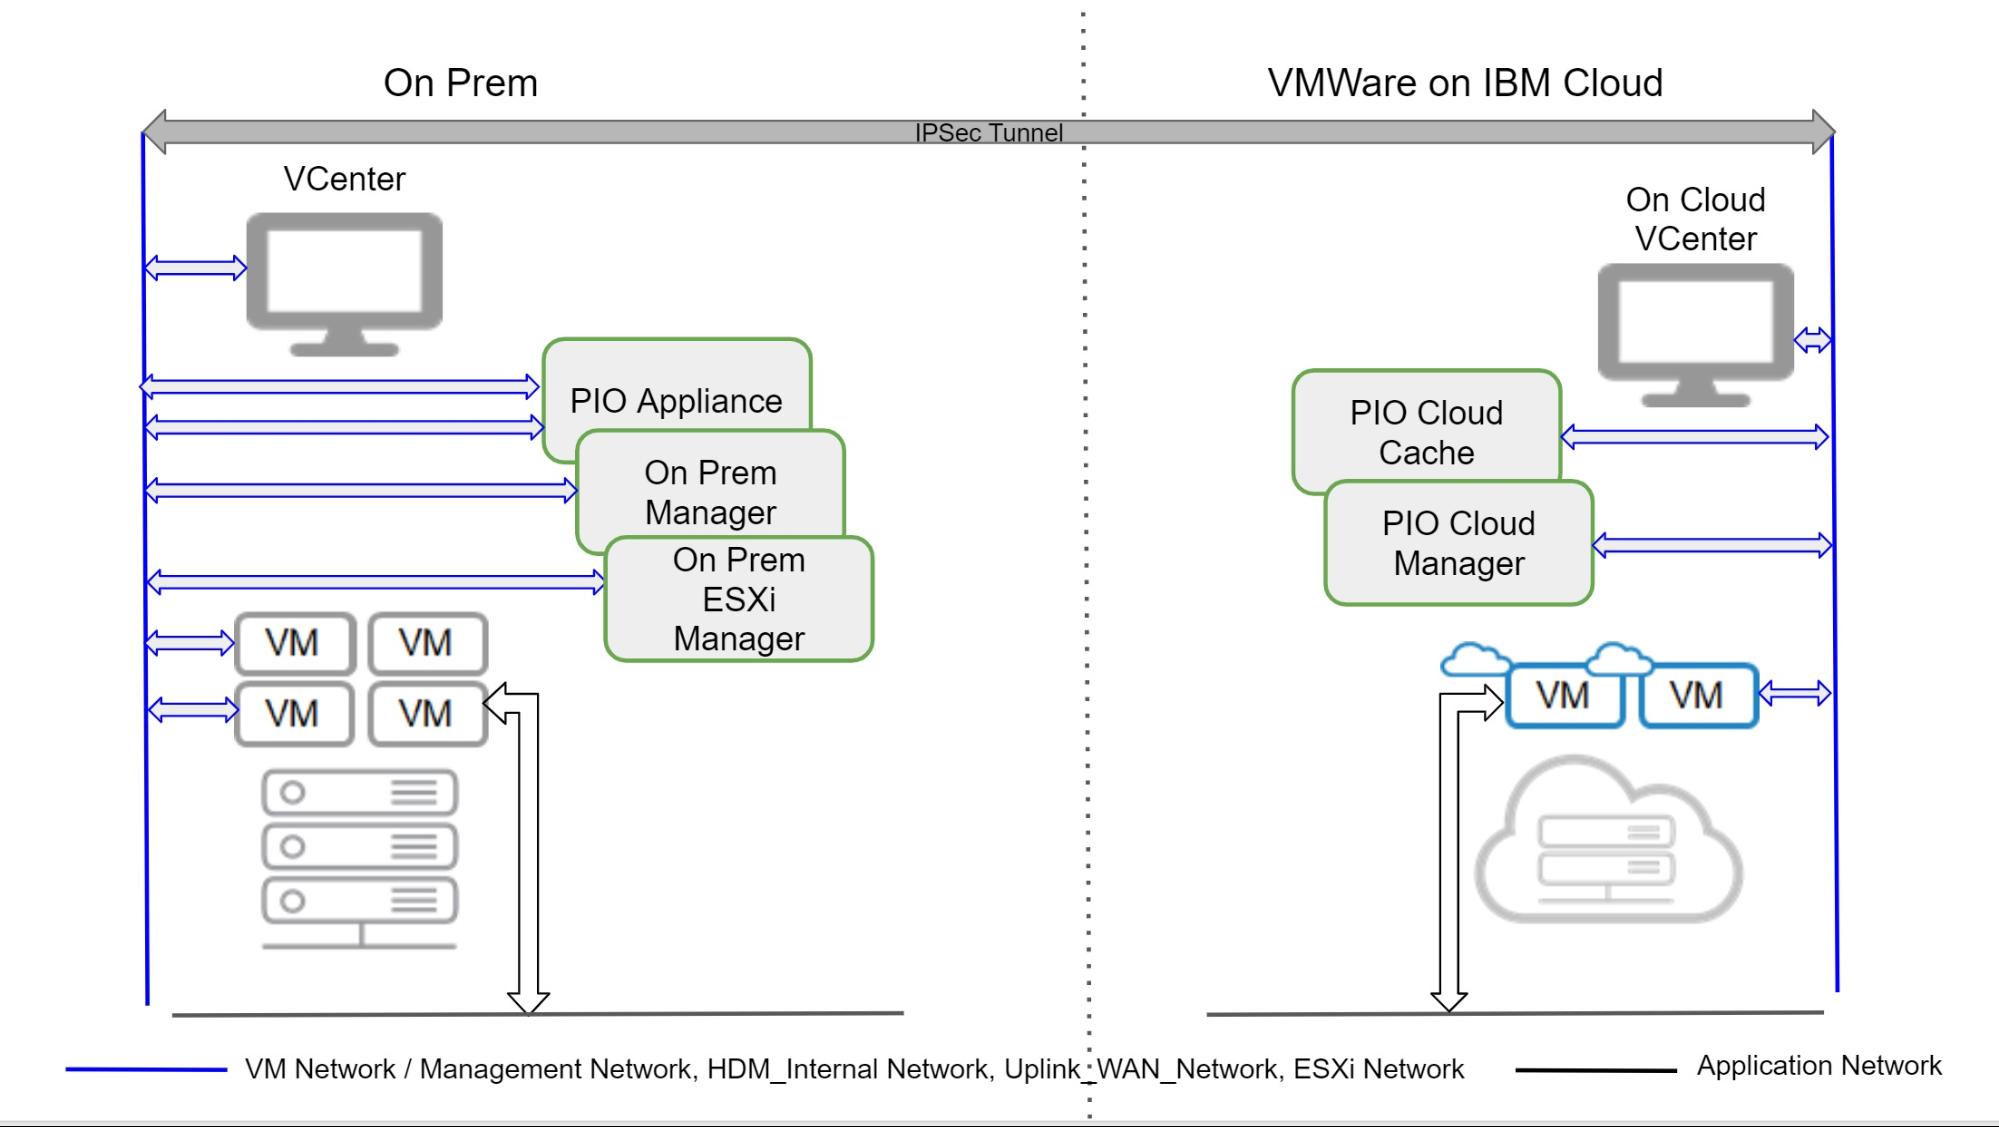 On Prem
VMWare on IBM Cloud
IPSec Tunnel
VCenter
On Cloud
VCenter
PIO Appliance
On Prem
Manager
On Prem
ESXi
Manager
PIO Cloud
Cache
PIO Cloud
Manager
VM VM
VM VM
VM VM
VM Network / Management Network, HDM_Internal Network, Uplink_WAN_Network, ESXi Network
Application Network